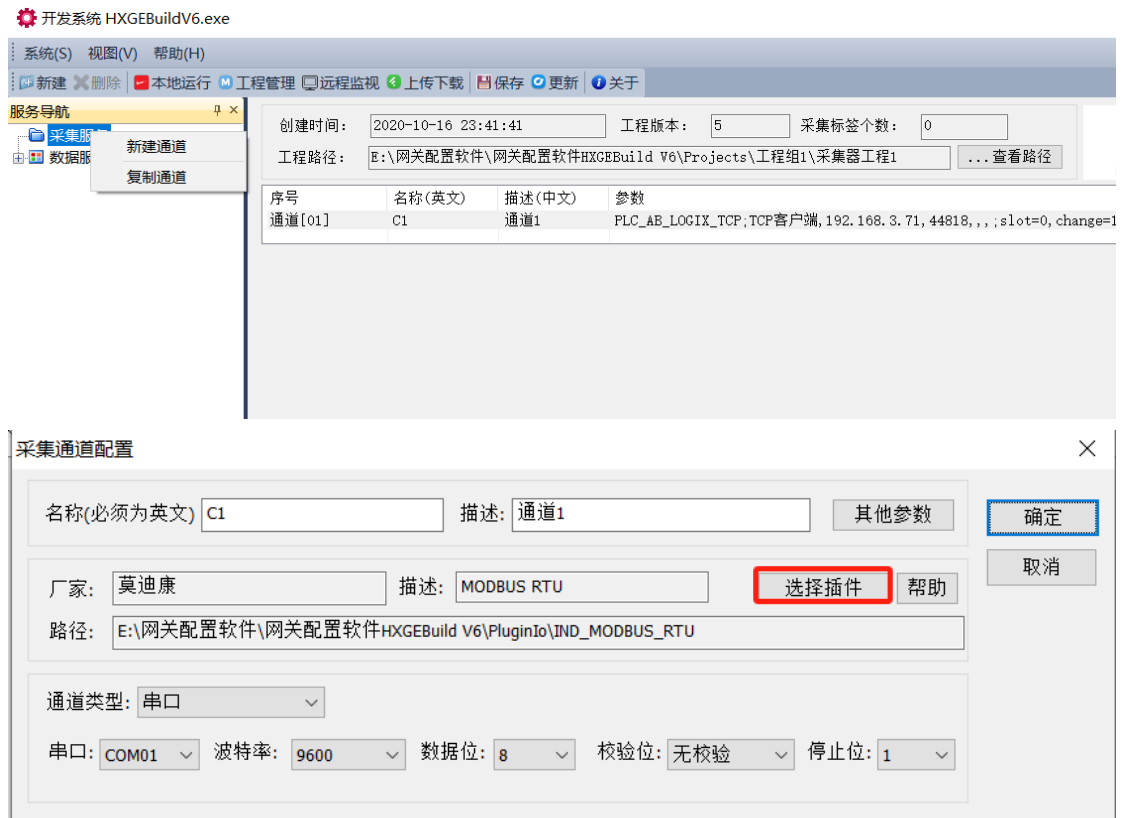 开发系统 HXGEBuildV6.exe
系统(S) 视图(V) 帮助(H)
新建 删除 本地运行 工程管理 远程监视 上传下载 保存 更新 关于
服务导航
采集服
数据服
新建通道
复制通道
创建时间： 2020-10-16 23:41:41 工程版本： 5 采集标签个数： 0
工程路径： E:\网关配置软件\网关配置软件HXGEBuild V6\Projects\工程组1\采集器工程1 ...查看路径
序号 名称(英文) 描述(中文) 参数
通道[01] C1 通道1 PLC_AB_LOGIX_TCP;TCP客户端,192.168.3.71,44818,,,;slot=0,change=1
采集通道配置
名称(必须为英文) C1 描述: 通道1 其他参数 确定
取消
厂家: 莫迪康 描述: MODBUS RTU 选择插件 帮助
路径: E:\网关配置软件\网关配置软件HXGEBuild V6\PluginIo\IND_MODBUS_RTU
通道类型: 串口
串口: COM01 波特率: 9600 数据位: 8 校验位: 无校验 停止位: 1